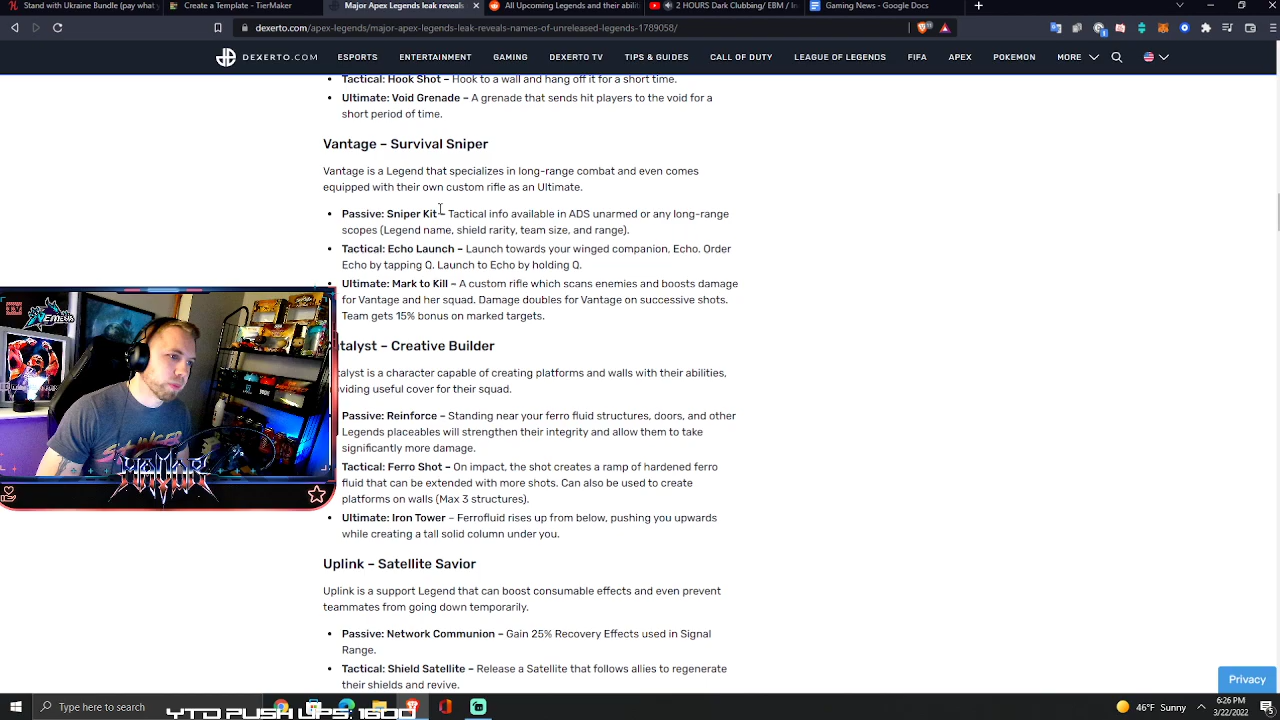 Stand with Ukraine Bundle (pay what y
Create a Template - TierMaker
Major Apex Legends leak reveals
All Upcoming Legends and their abilit
2 HOURS Dark Clubbing/ EBM / In
Gaming News - Google Docs
dexerto.com/apex-legends/major-apex-legends-leak-reveals-names-of-unreleased-legends-1789058/
DEXERTO.COM
ESPORTS
ENTERTAINMENT
GAMING
DEXERTO TV
TIPS & GUIDES
CALL OF DUTY
LEAGUE OF LEGENDS
FIFA
APEX
POKEMON
MORE
Tactical: Hook Shot – Hook to a wall and hang off it for a short time.
Ultimate: Void Grenade – A grenade that sends hit players to the void for a
short period of time.
Vantage – Survival Sniper
Vantage is a Legend that specializes in long-range combat and even comes
equipped with their own custom rifle as an Ultimate.
Passive: Sniper Kit – Tactical info available in ADS unarmed or any long-range
scopes (Legend name, shield rarity, team size, and range).
Tactical: Echo Launch – Launch towards your winged companion, Echo. Order
Echo by tapping Q. Launch to Echo by holding Q.
Ultimate: Mark to Kill – A custom rifle which scans enemies and boosts damage
for Vantage and her squad. Damage doubles for Vantage on successive shots.
Team gets 15% bonus on marked targets.
talyst – Creative Builder
talyst is a character capable of creating platforms and walls with their abilities,
oviding useful cover for their squad.
Passive: Reinforce – Standing near your ferro fluid structures, doors, and other
Legends placeables will strengthen their integrity and allow them to take
significantly more damage.
Tactical: Ferro Shot – On impact, the shot creates a ramp of hardened ferro
fluid that can be extended with more shots. Can also be used to create
platforms on walls (Max 3 structures).
Ultimate: Iron Tower – Ferrofluid rises up from below, pushing you upwards
while creating a tall solid column under you.
Uplink – Satellite Savior
Uplink is a support Legend that can boost consumable effects and even prevent
teammates from going down temporarily.
Passive: Network Communion – Gain 25% Recovery Effects used in Signal
Range.
Tactical: Shield Satellite – Release a Satellite that follows allies to regenerate
their shields and revive.
Privacy
Type here to search
YTD PUSH UPS: 1600
46°F Sunny
6:26 PM
3/22/2022